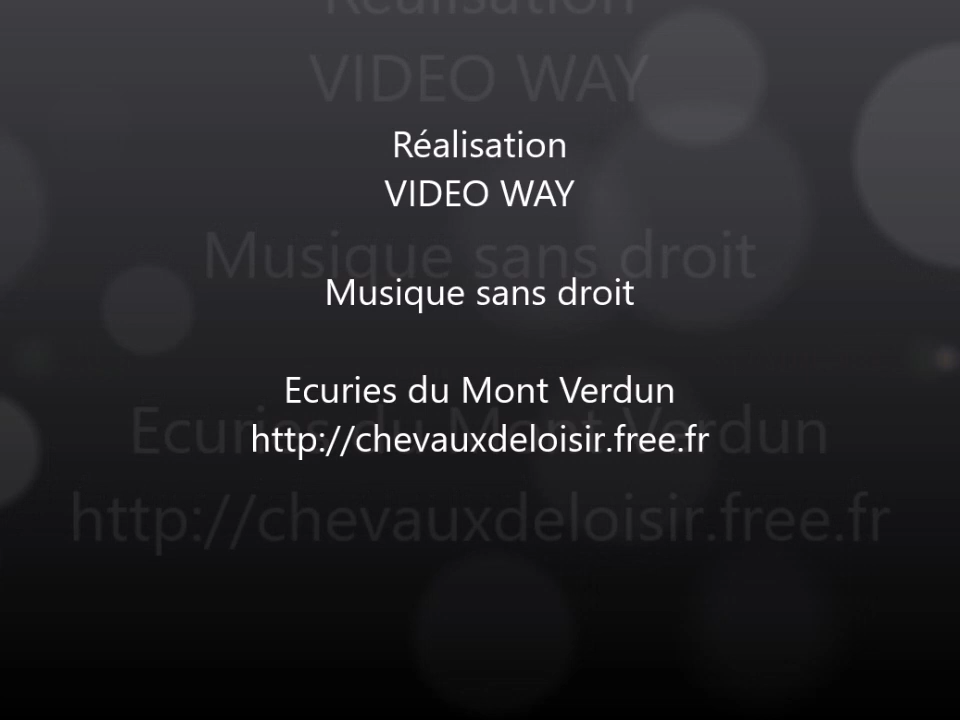 Réalisation
VIDEO WAY
Musique sans droit
Ecuries du Mont Verdun
http://chevauxdeloisir.free.fr